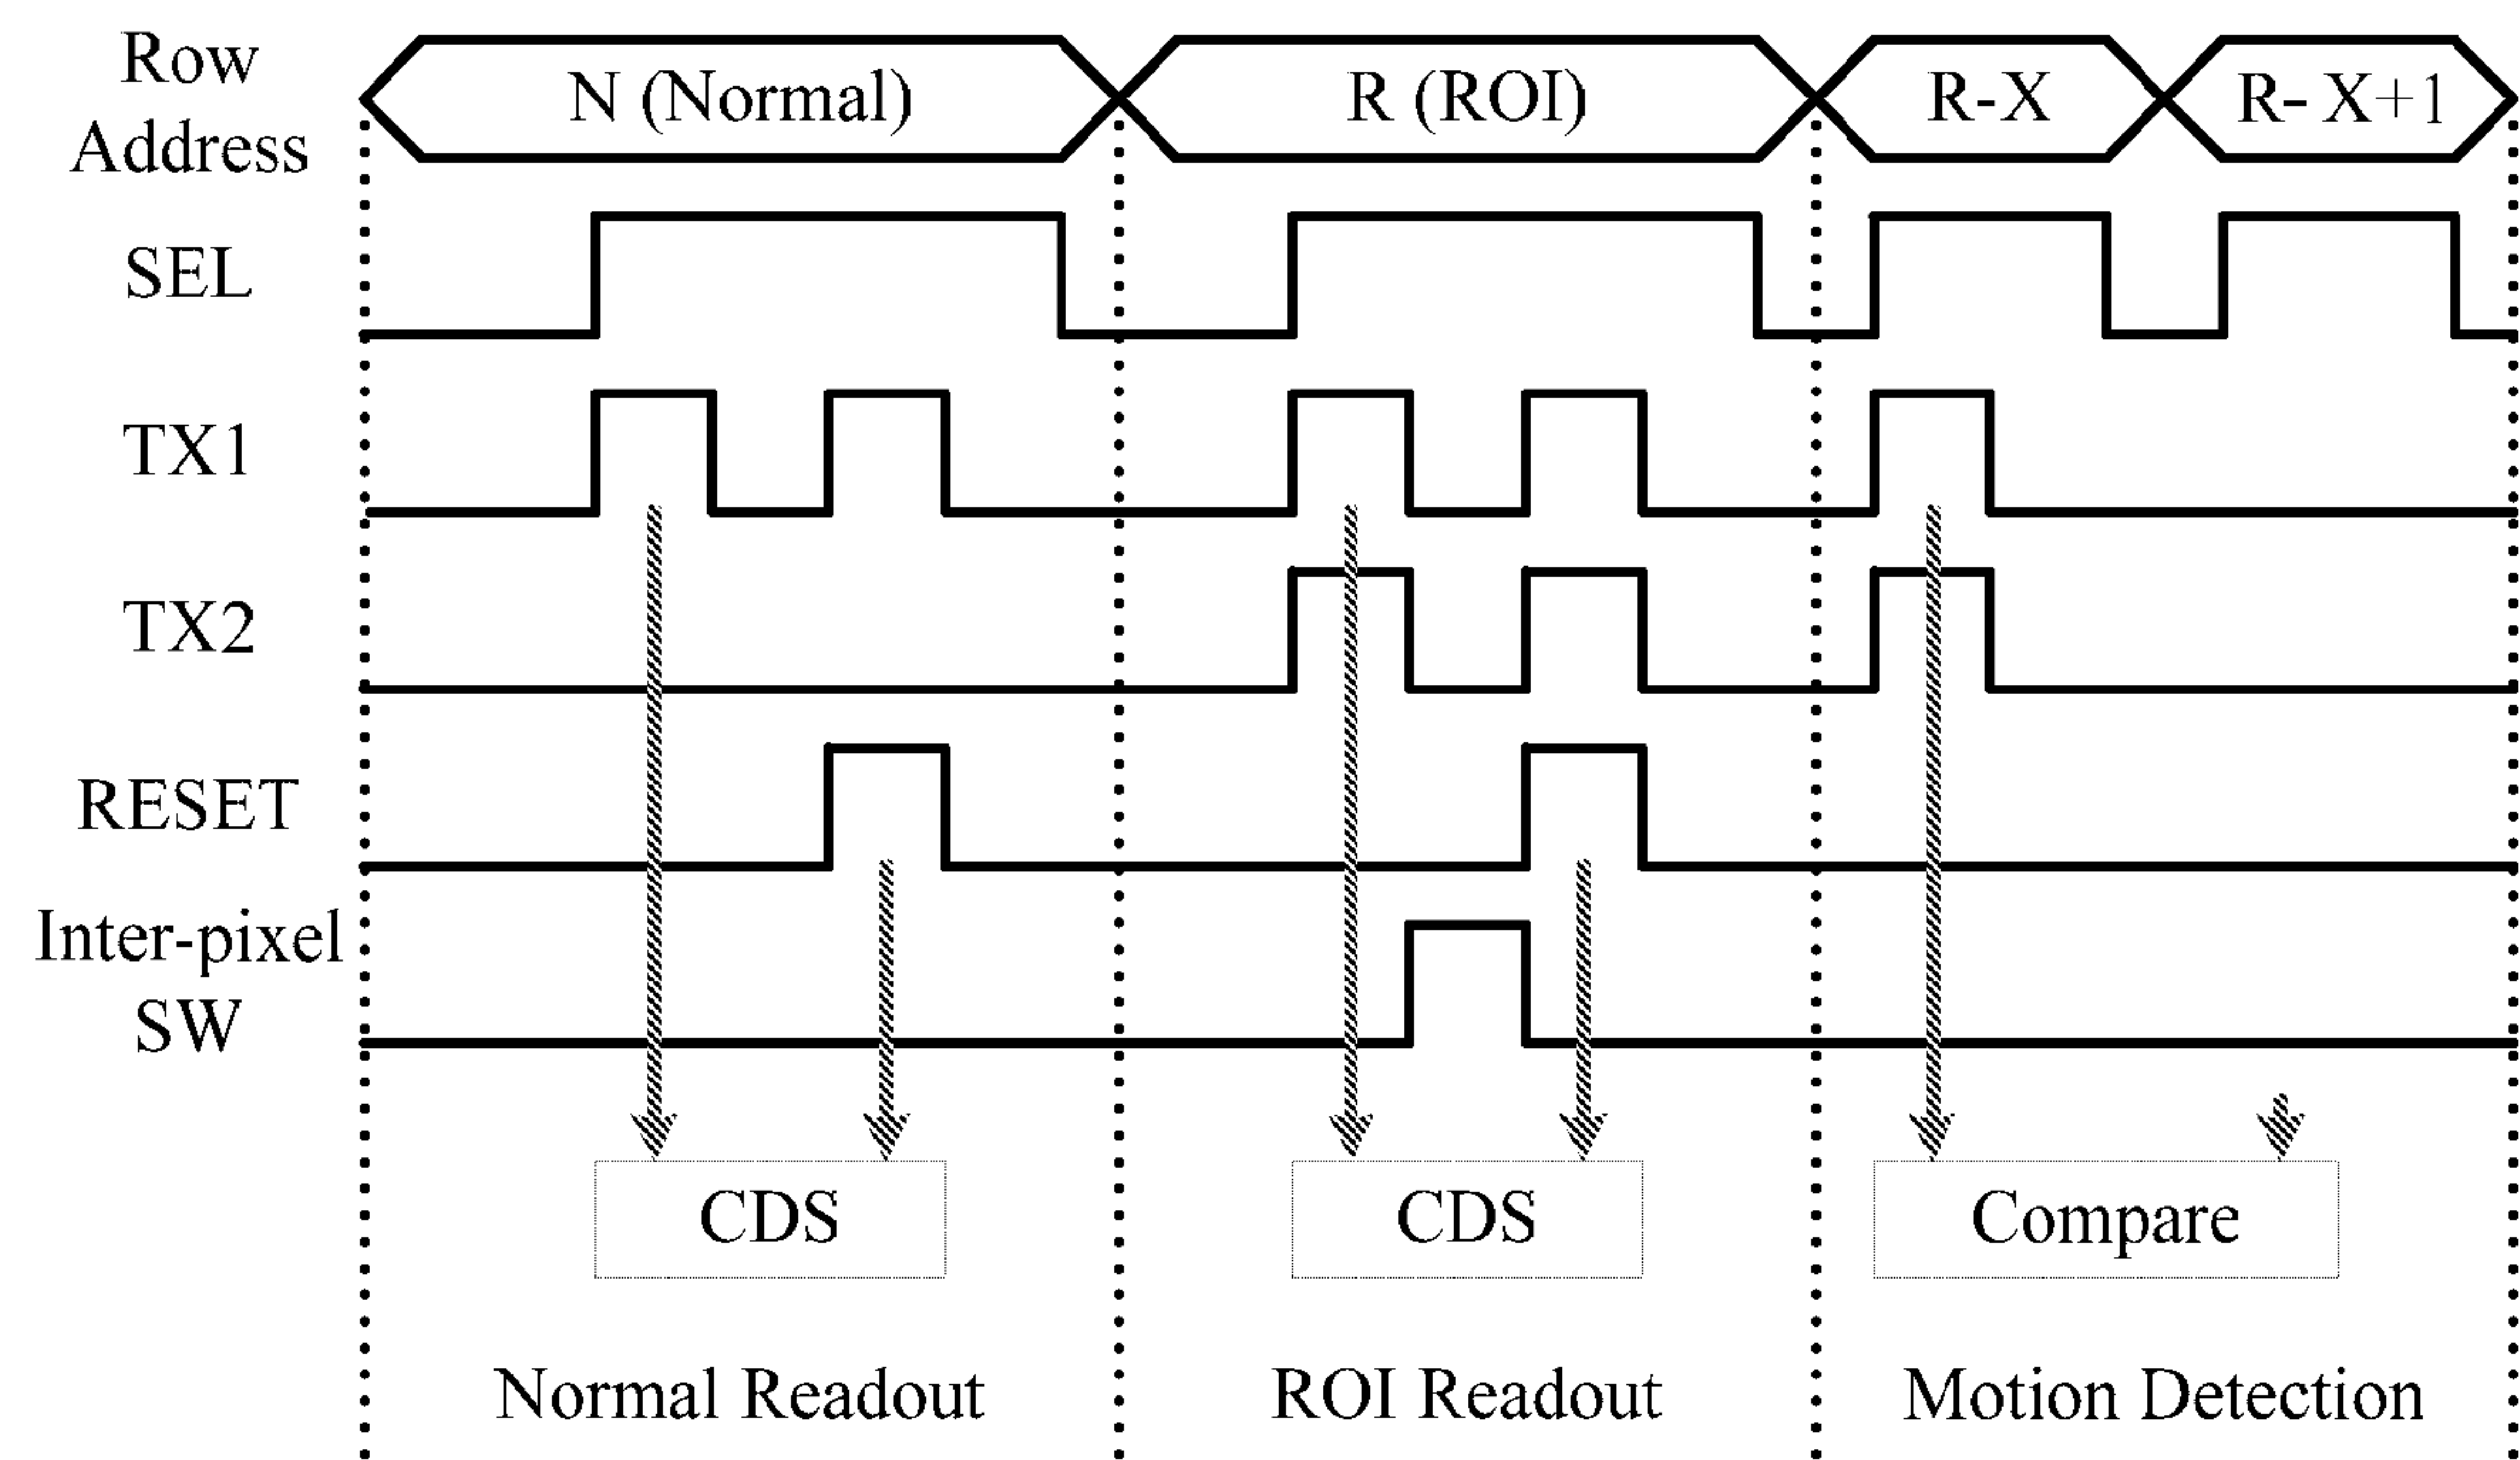 Row
Address
N (Normal)
R (ROI)
R-X
R- X+1
SEL
TX1
TX2
RESET
Inter-pixel
SW
CDS
CDS
Compare
Normal Readout
ROI Readout
Motion Detection